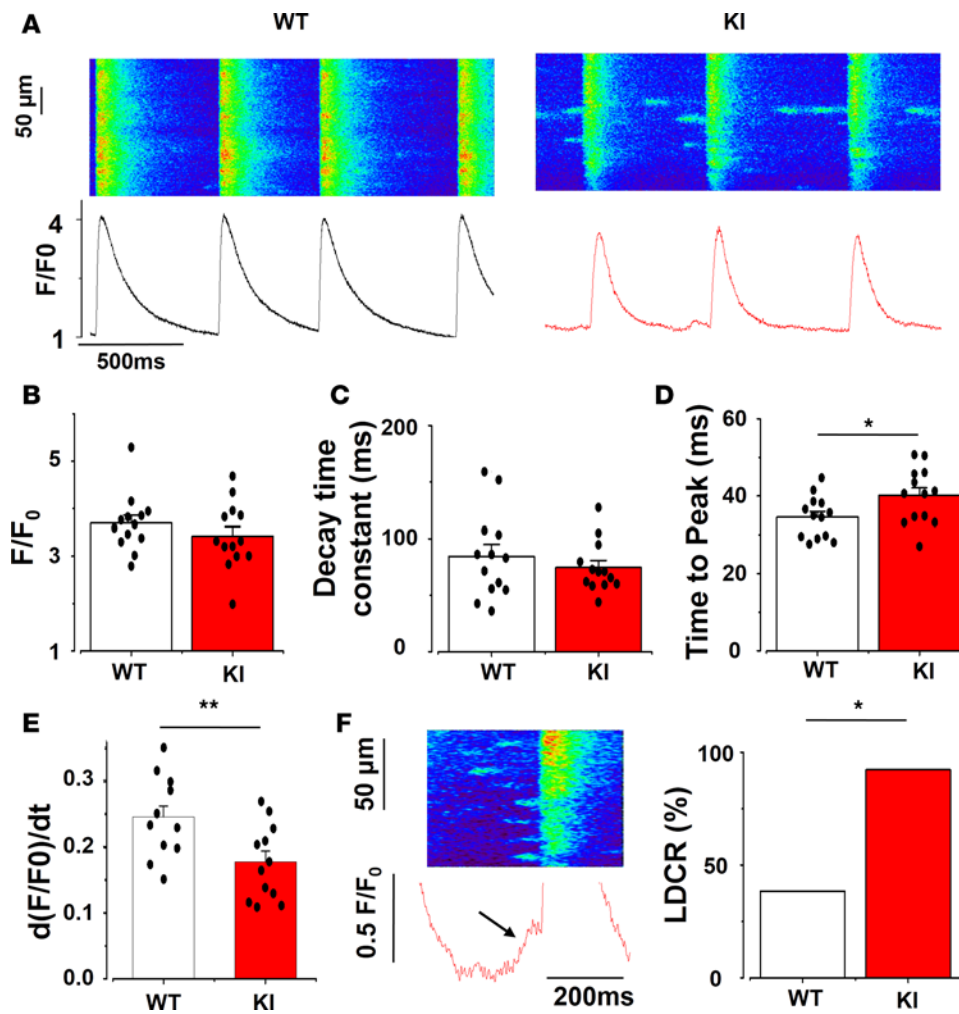 A
WT
KI
50 µm
F/F0
4
1
500ms
B
F/F₀
5
3
1
WT
KI
C
Decay time
constant (ms)
200
100
0
WT
KI
D
Time to Peak (ms)
60
40
20
0
*
WT
KI
E
d(F/F0)/dt
0.3
0.2
0.1
0.0
**
WT
KI
F
50 µm
0.5 F/F₀
200ms
LDCR (%)
100
50
0
*
WT
KI